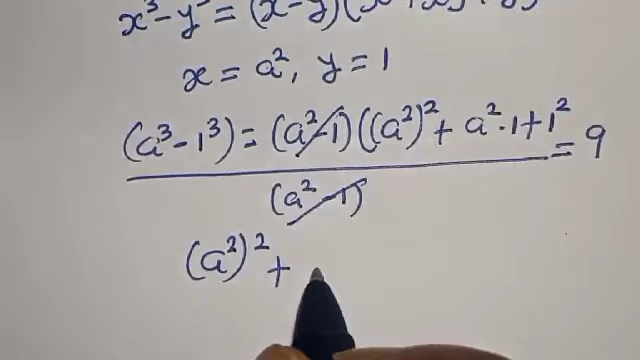 x³ - y³ = (x - y)(x² + xy + y²)
x = a², y = 1
(a³ - 1³) = (a² - 1)((a²)² + a² · 1 + 1²
= 9
(a² - 1)
(a²)² +